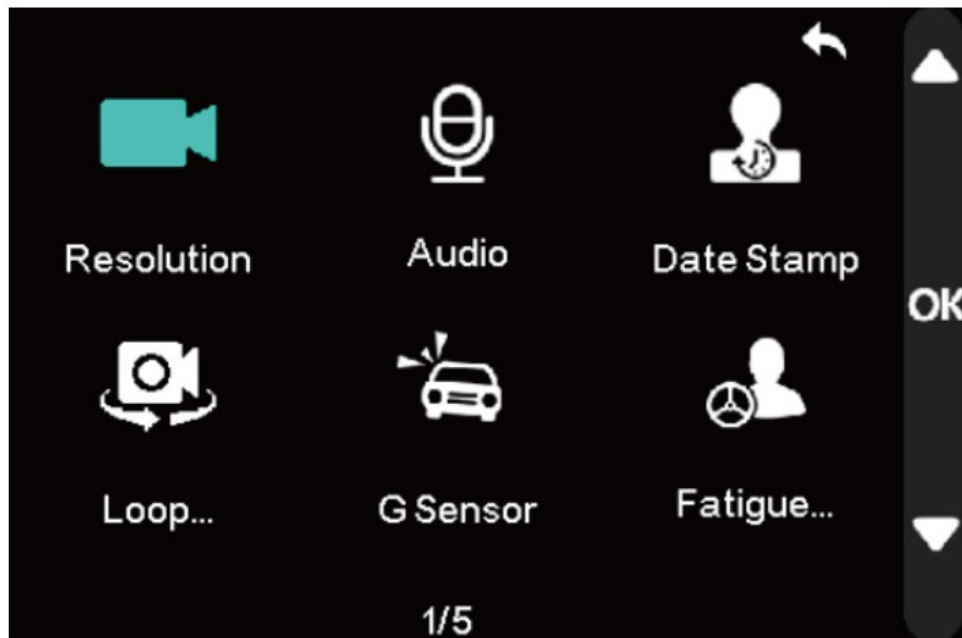 Resolution
Audio
Date Stamp
OK
Loop...
G Sensor
Fatigue...
1/5